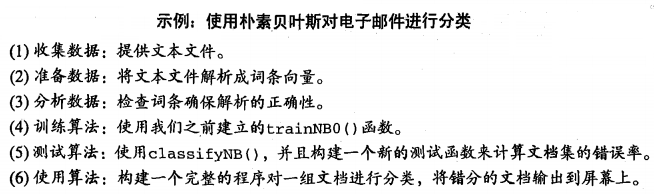 示例：使用朴素贝叶斯对电子邮件进行分类
(1) 收集数据：提供文本文件。
(2) 准备数据：将文本文件解析成词条向量。
(3) 分析数据：检查词条确保解析的正确性。
(4) 训练算法：使用我们之前建立的trainNB0()函数。
(5) 测试算法：使用classifyNB()，并且构建一个新的测试函数来计算文档集的错误率。
(6) 使用算法：构建一个完整的程序对一组文档进行分类，将错分的文档输出到屏幕上。